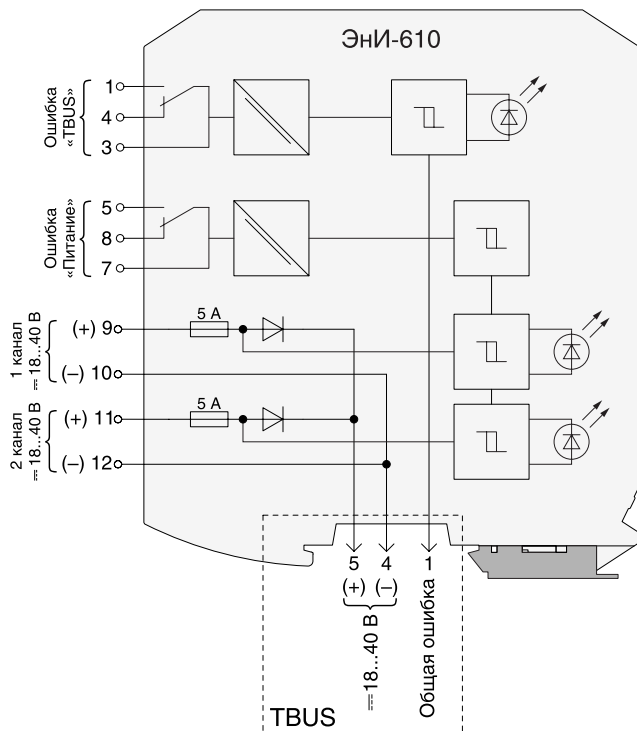 ЭнИ-610
Ошибка
«TBUS»
1
4
3
Ошибка
«Питание»
5
8
7
1 канал
⎓ 18...40 В
(+) 9
5 A
(–) 10
2 канал
⎓ 18...40 В
(+) 11
5 A
(–) 12
5
4
1
(+)
(–)
⎓18...40 В
Общая ошибка
TBUS